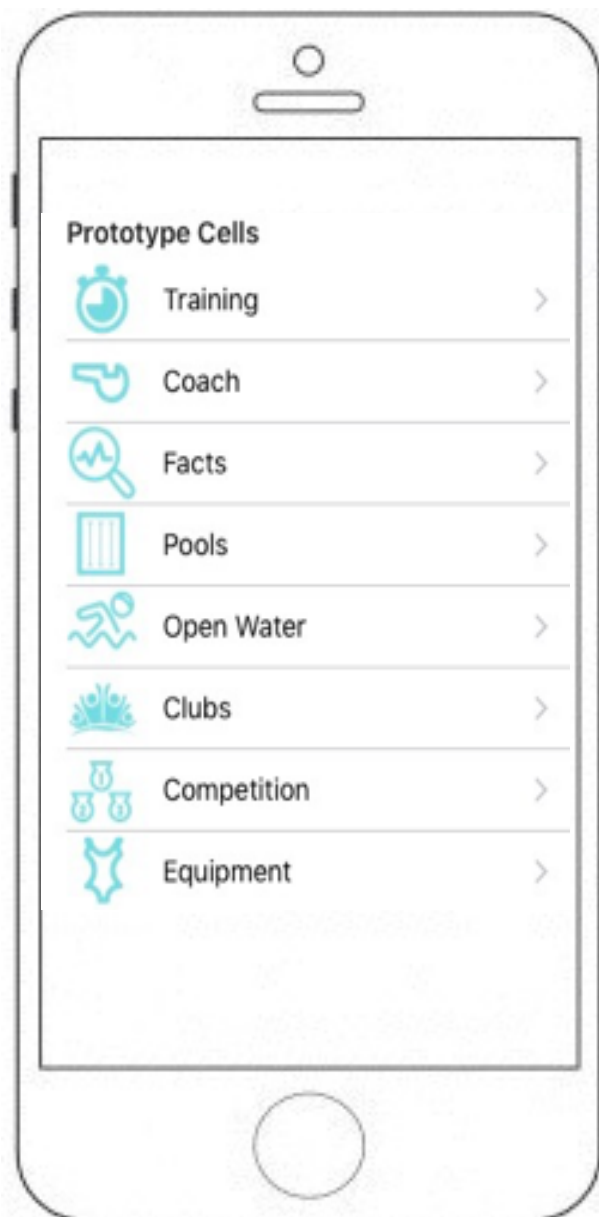 Prototype Cells
Training
Coach
Facts
Pools
Open Water
Clubs
Competition
Equipment